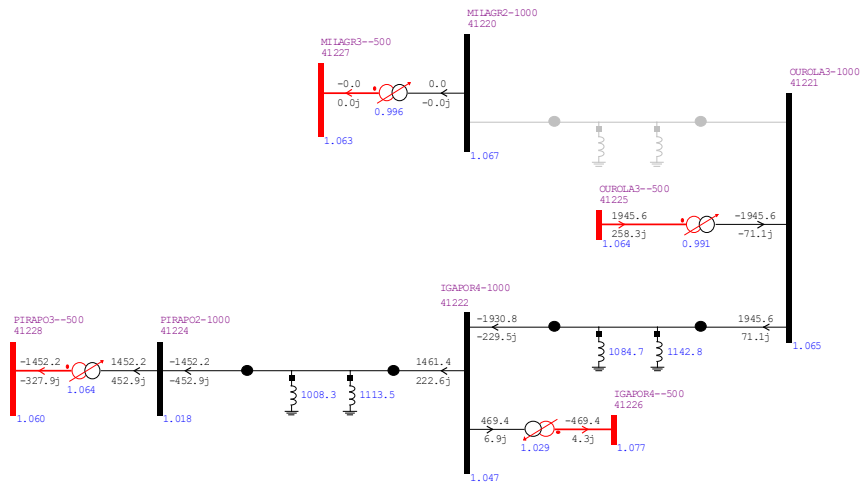 MILAGR2-1000
41220
MILAGR3--500
41227
-0.0
0.0j
0.0
-0.0j
0.996
1.063
1.067
OUROLA3-1000
41221
OUROLA3--500
41225
1945.6
258.3j
-1945.6
-71.1j
1.064
0.991
IGAPOR4-1000
41222
-1930.8
-229.5j
1945.6
71.1j
1084.7
1142.8
1.065
PIRAPO3--500
41228
PIRAPO2-1000
41224
-1452.2
-327.9j
1452.2
452.9j
-1452.2
-452.9j
1461.4
222.6j
1.064
1008.3
1113.5
1.060
1.018
IGAPOR4--500
41226
469.4
6.9j
-469.4
4.3j
1.029
1.077
1.047